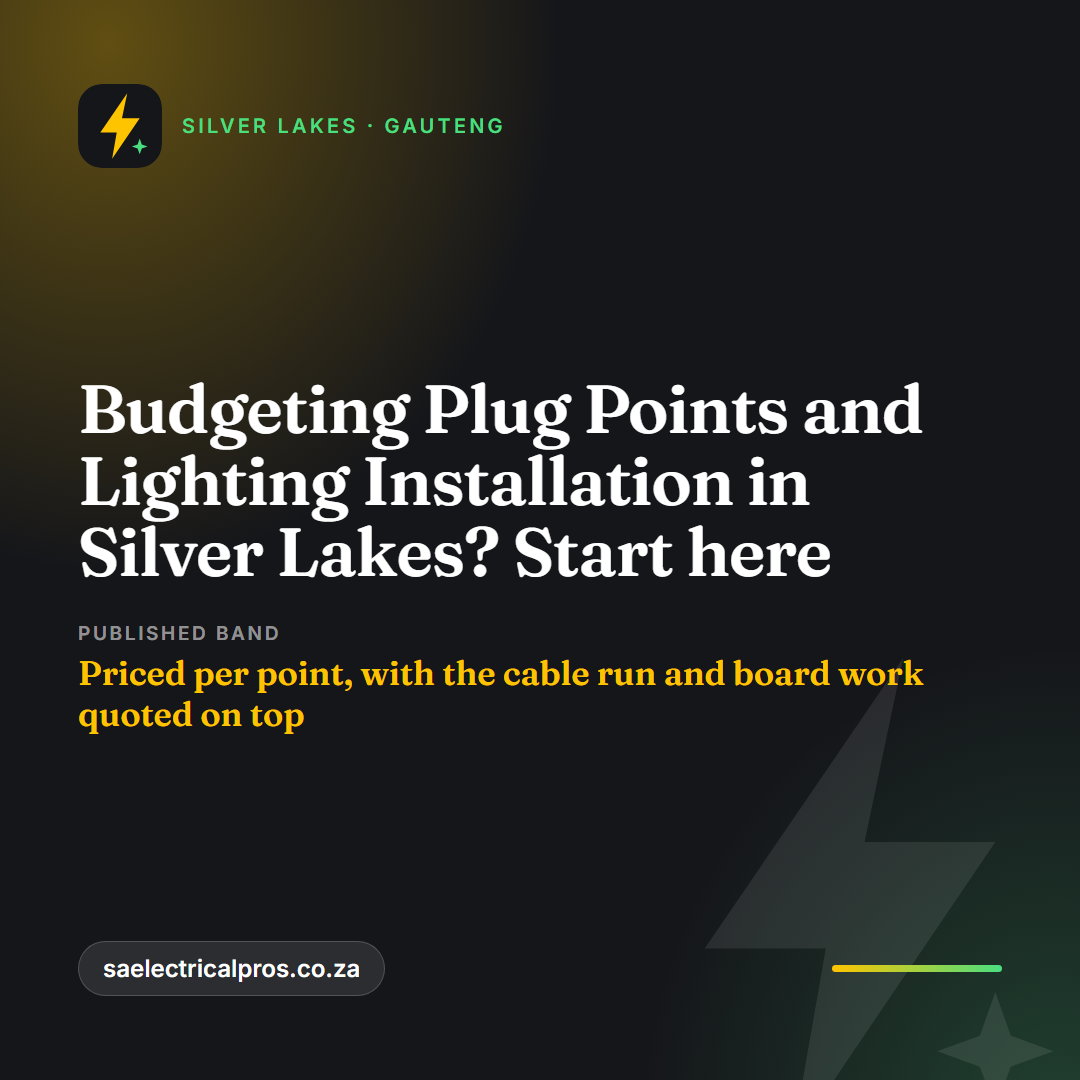 SILVER LAKES · GAUTENG
Budgeting Plug Points and
Lighting Installation in
Silver Lakes? Start here
PUBLISHED BAND
Priced per point, with the cable run and board work
quoted on top
saelectricalpros.co.za